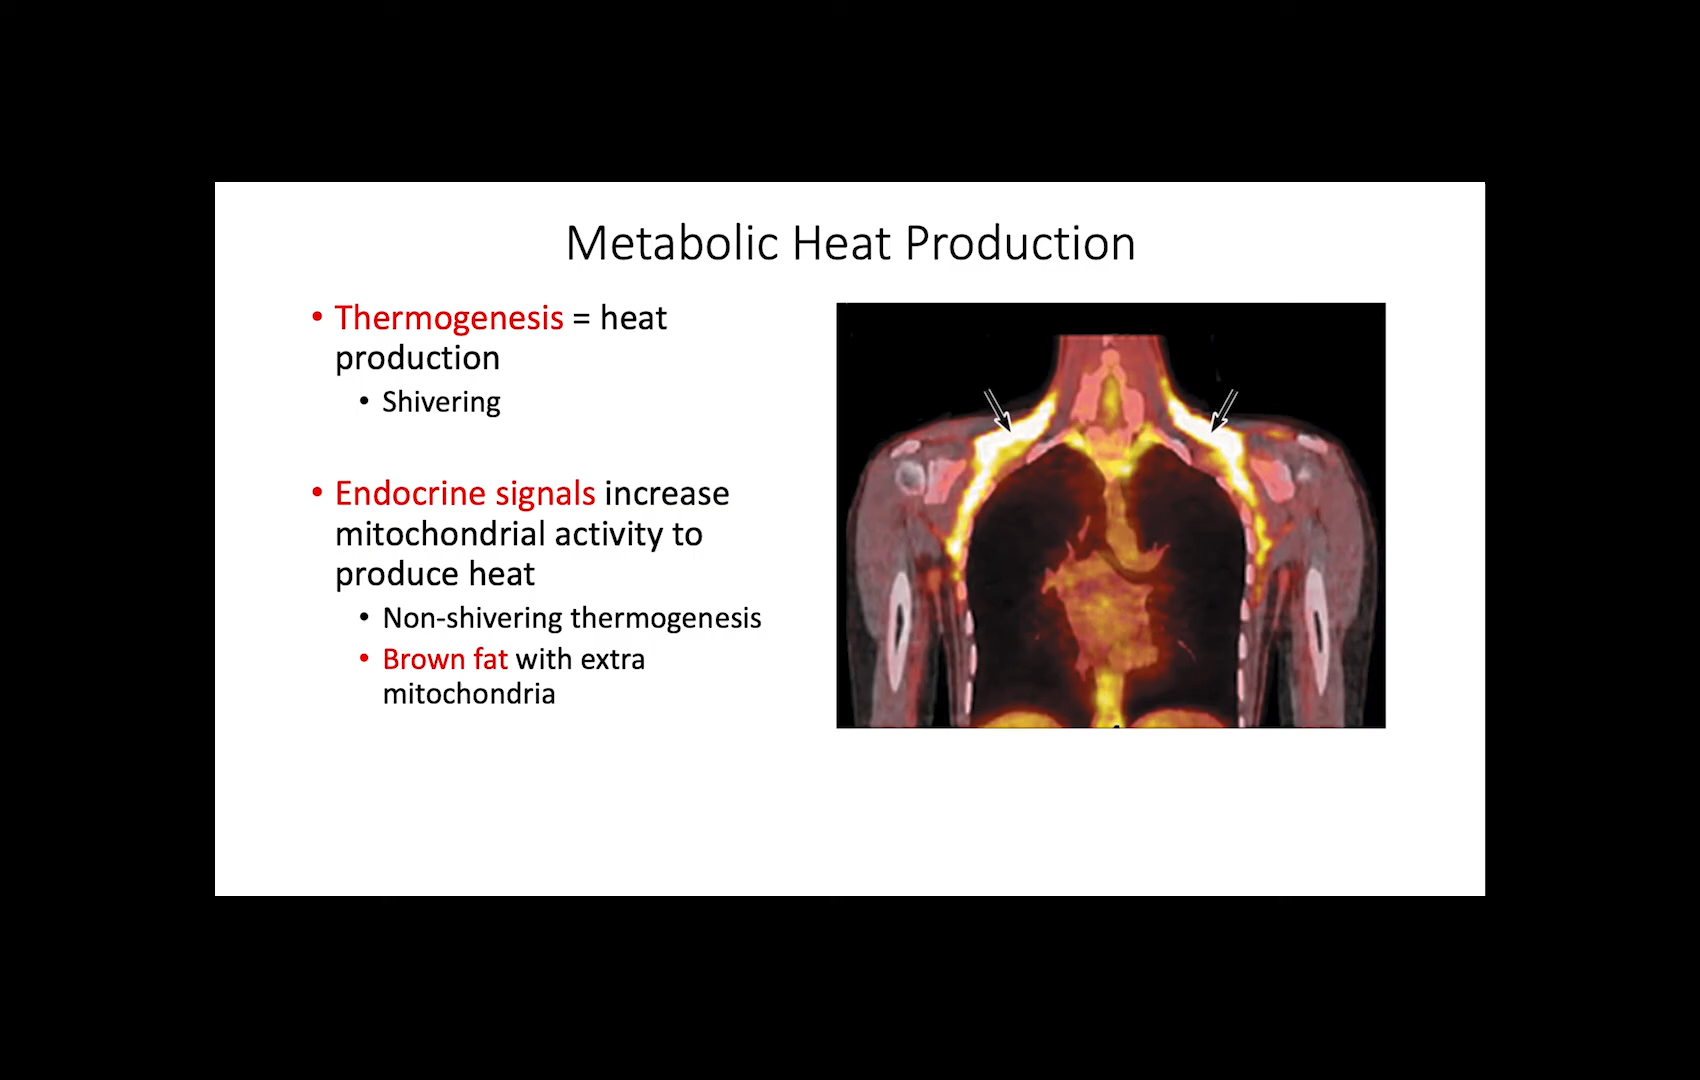 Metabolic Heat Production
• Thermogenesis = heat
production
• Shivering
• Endocrine signals increase
mitochondrial activity to
produce heat
• Non-shivering thermogenesis
• Brown fat with extra
mitochondria